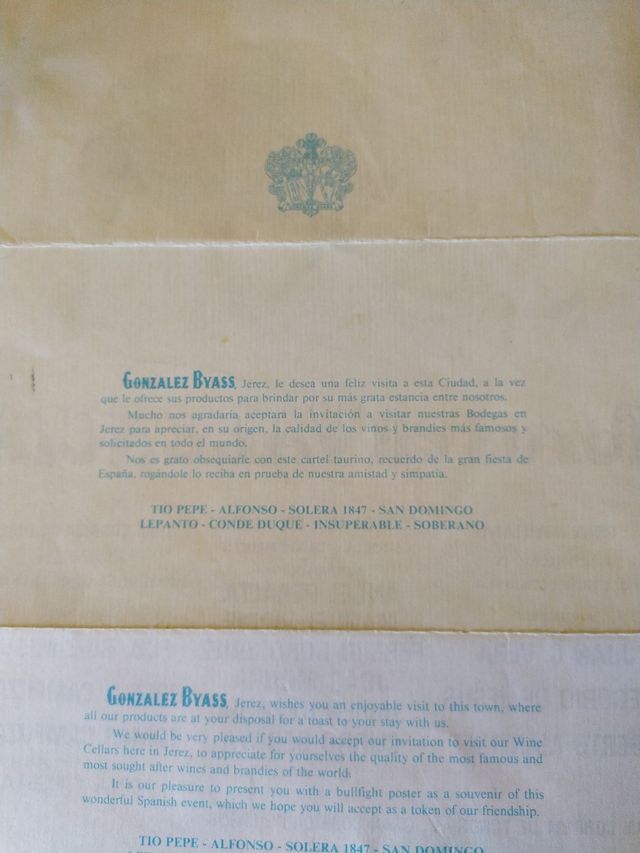 GONZALEZ BYASS, Jerez, le desea una feliz visita a esta Ciudad, a la vez
que le ofrece sus productos para brindar por su más grata estancia entre nosotros.
Mucho nos agradaría aceptara la invitación a visitar nuestras Bodegas en
Jerez para apreciar, en su origen, la calidad de los vinos y brandies más famosos y
solicitados en todo el mundo.
Nos es grato obsequiarle con este cartel taurino, recuerdo de la gran fiesta de
España, rogándole lo reciba en prueba de nuestra amistad y simpatía.
TIO PEPE - ALFONSO - SOLERA 1847 - SAN DOMINGO
LEPANTO - CONDE DUQUE - INSUPERABLE - SOBERANO
GONZALEZ BYASS, Jerez, wishes you an enjoyable visit to this town, where
all our products are at your disposal for a toast to your stay with us.
We would be very pleased if you would accept our invitation to visit our Wine
Cellars here in Jerez, to appreciate for yourselves the quality of the most famous and
most sought after wines and brandies of the world.
It is our pleasure to present you with a bullfight poster as a souvenir of this
wonderful Spanish event, which we hope you will accept as a token of our friendship.
TIO PEPE - ALFONSO - SOLERA 1847 - SAN DOMINGO